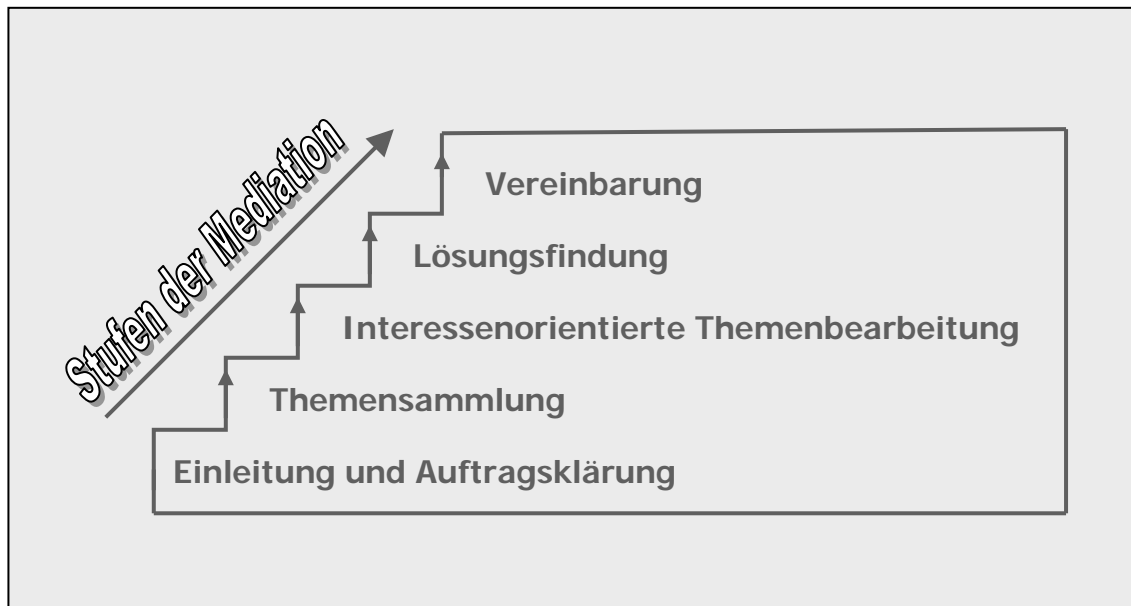 Stufen der Mediation
Vereinbarung
Lösungsfindung
Interessenorientierte Themenbearbeitung
Themensammlung
Einleitung und Auftragsklärung